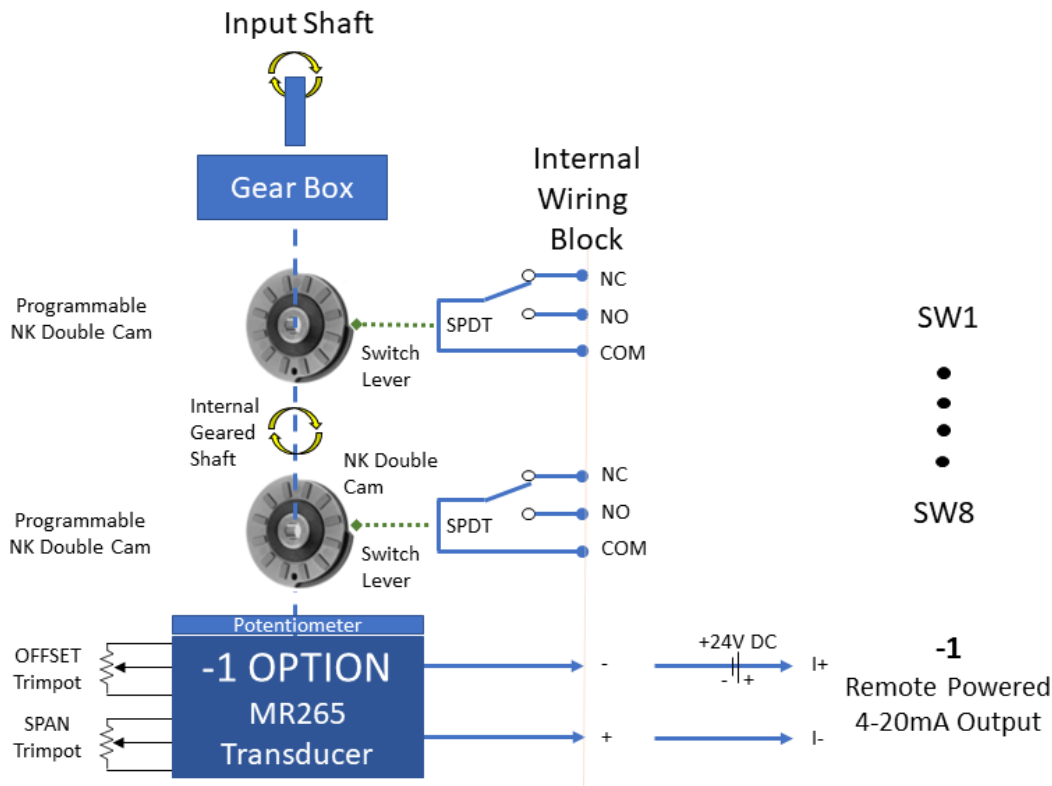 Input Shaft
Gear Box
Internal
Wiring
Block
Programmable
NK Double Cam
Switch
Lever
SPDT
NC
NO
COM
SW1
Internal
Geared
Shaft
NK Double
Cam
Programmable
NK Double Cam
Switch
Lever
SPDT
NC
NO
COM
SW8
Potentiometer
OFFSET
Trimpot
SPAN
Trimpot
-1 OPTION
MR265
Transducer
-
+
+24V DC
- +
I+
I-
-1
Remote Powered
4-20mA Output